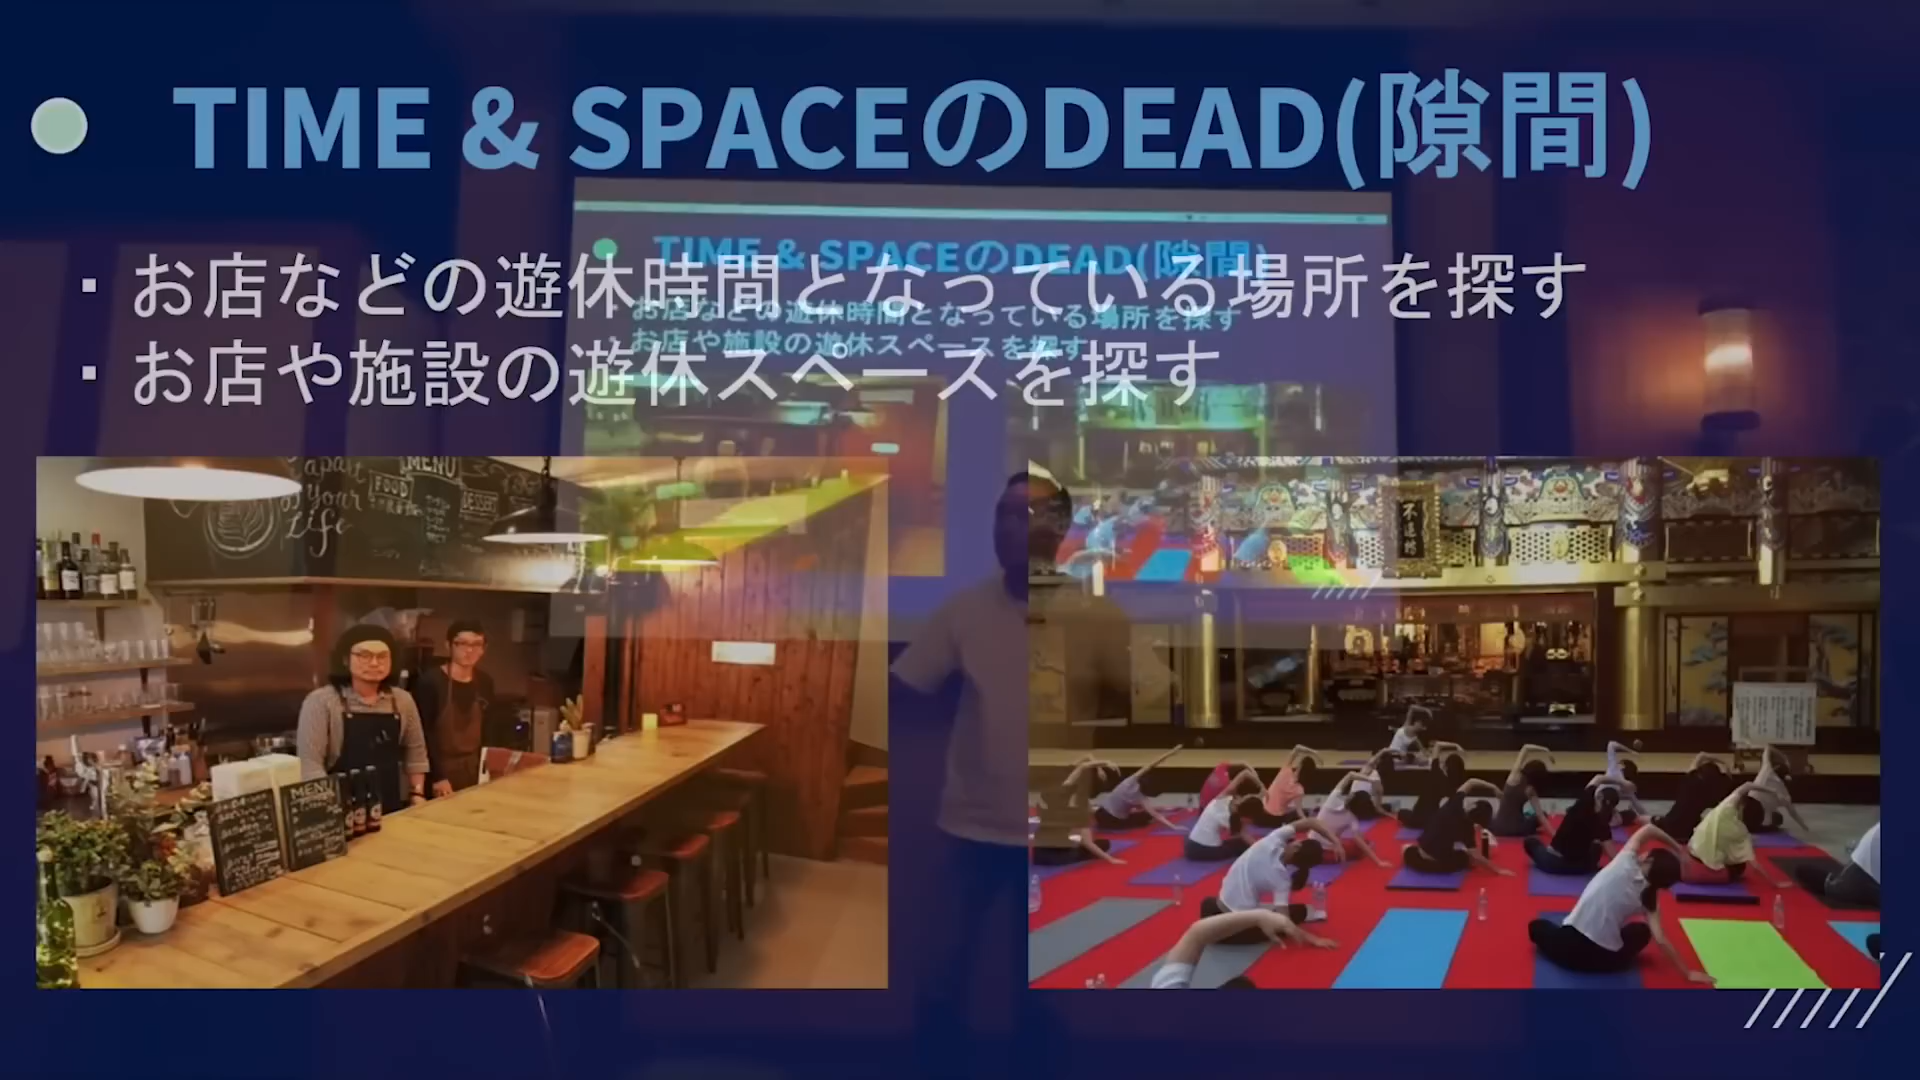 TIME & SPACEのDEAD(隙間)
・お店などの遊休時間となっている場所を探す
・お店や施設の遊休スペースを探す
TIME & SPACEのDEAD(隙間)
お店などの遊休時間となっている場所を探す
お店や施設の遊休スペースを探す
MENU
FOOD
DESSERT
of your
Life
MENU